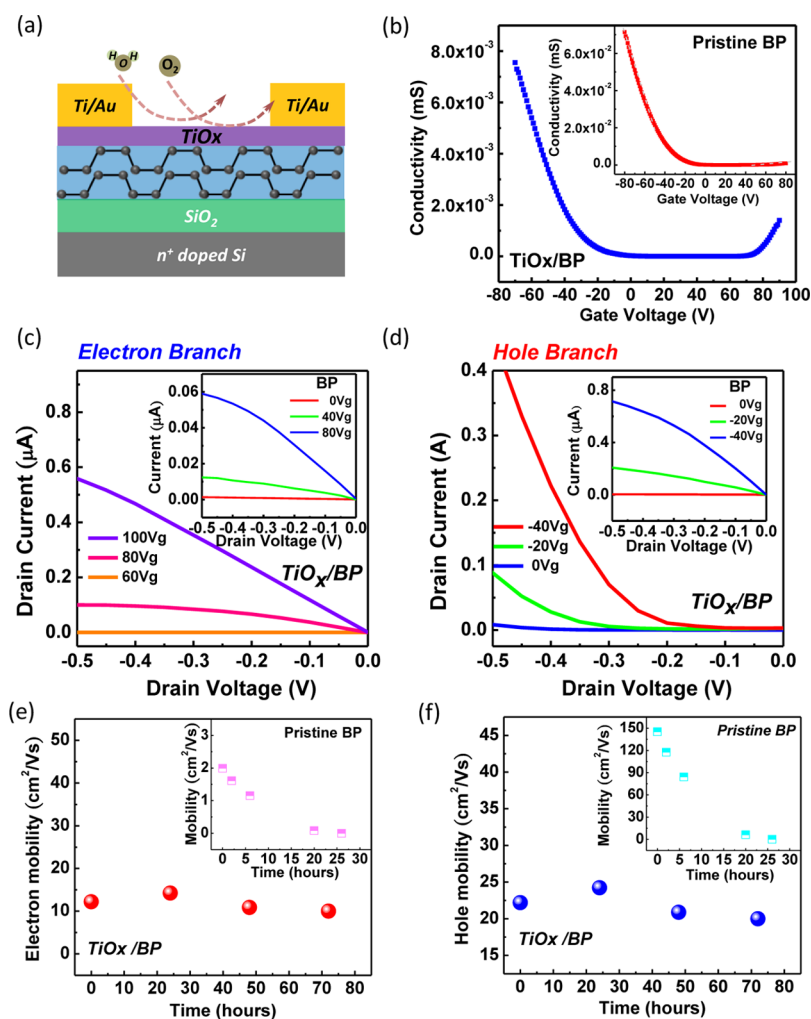 (a)
H H
O
O₂
Ti/Au
Ti/Au
TiOx
SiO₂
n⁺ doped Si
(b)
Conductivity (mS)
8.0x10⁻³
6.0x10⁻³
4.0x10⁻³
2.0x10⁻³
0.0
-80 -60 -40 -20 0 20 40 60 80 100
Gate Voltage (V)
TiOx/BP
Pristine BP
Conductivity (mS)
6.0x10⁻²
4.0x10⁻²
2.0x10⁻²
0.0
-80 -60 -40 -20 0 20 40 60 80
Gate Voltage (V)
(c)
Electron Branch
Drain Current (μA)
0.8
0.6
0.4
0.2
0.0
-0.5 -0.4 -0.3 -0.2 -0.1 0.0
Drain Voltage (V)
100Vg
80Vg
60Vg
TiOx/BP
BP
0Vg
40Vg
80Vg
Current (μA)
0.06
0.04
0.02
0.00
-0.5 -0.4 -0.3 -0.2 -0.1 0.0
Drain Voltage (V)
(d)
Hole Branch
Drain Current (A)
0.4
0.3
0.2
0.1
0.0
-0.5 -0.4 -0.3 -0.2 -0.1 0.0
Drain Voltage (V)
-40Vg
-20Vg
0Vg
TiOx/BP
BP
0Vg
-20Vg
-40Vg
Current (μA)
0.8
0.4
0.0
-0.5 -0.4 -0.3 -0.2 -0.1 0.0
Drain Voltage (V)
(e)
Electron mobility (cm²/Vs)
50
40
30
20
10
0
0 10 20 30 40 50 60 70 80
Time (hours)
TiOx /BP
Pristine BP
Mobility (cm²/Vs)
3
2
1
0
0 5 10 15 20 25 30
Time (hours)
(f)
Hole mobility (cm²/Vs)
45
40
35
30
25
20
15
0 10 20 30 40 50 60 70 80
Time (hours)
TiOx /BP
Pristine BP
Mobility (cm²/Vs)
150
120
90
60
30
0
0 5 10 15 20 25 30
Time (hours)